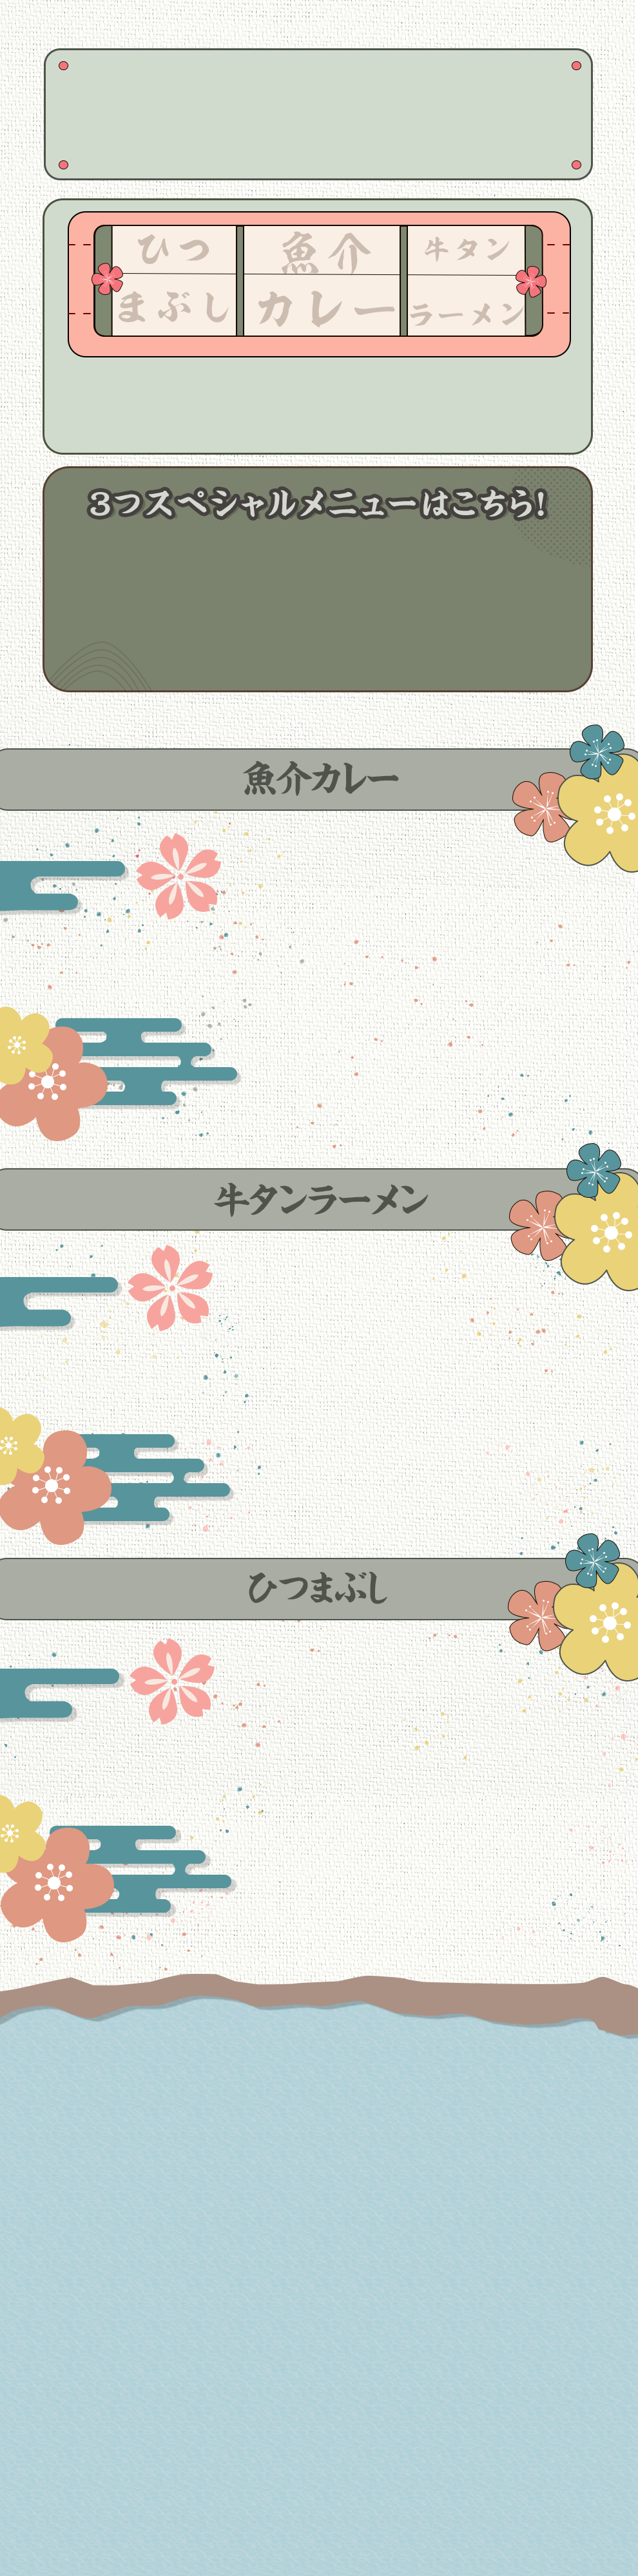 ひつ
まぶし
魚介
カレー
牛タン
ラーメン
3つスペシャルメニューはこちら!
魚介カレー
牛タンラーメン
ひつまぶし